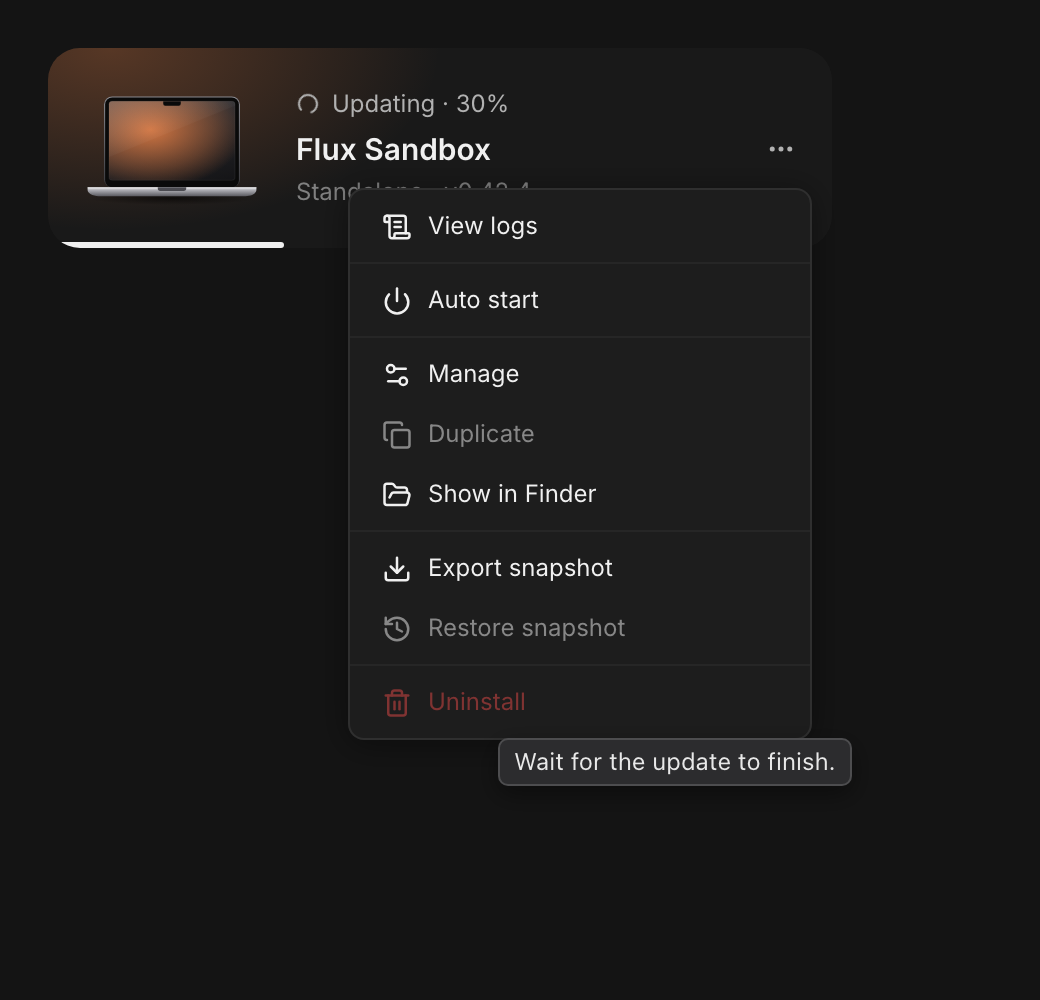 Updating · 30%
Flux Sandbox
View logs
Auto start
Manage
Duplicate
Show in Finder
Export snapshot
Restore snapshot
Uninstall
Wait for the update to finish.